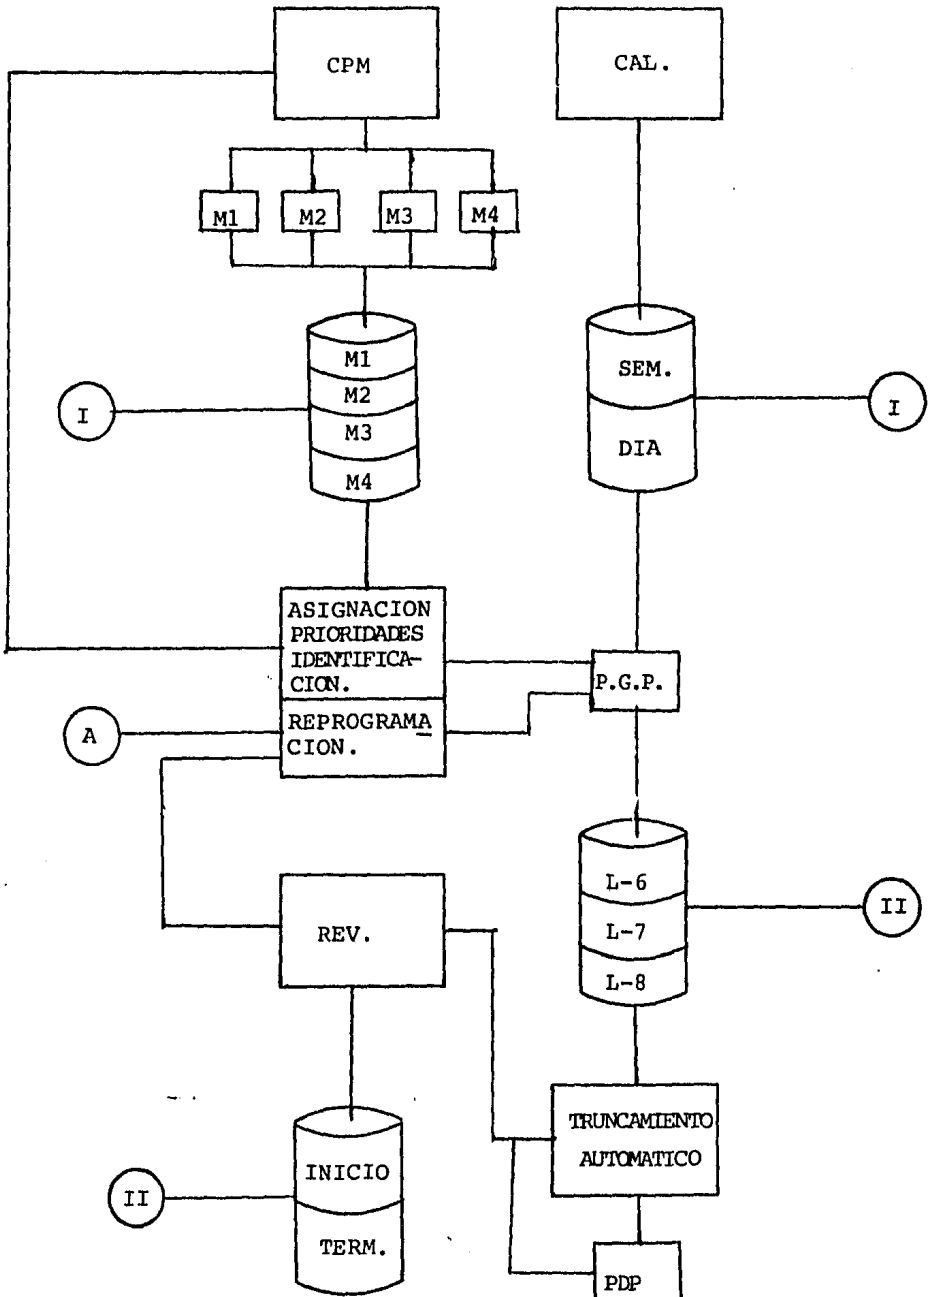 CPM
CAL.
M1
M2
M3
M4
M1
M2
M3
M4
I
SEM.
DIA
I
ASIGNACION
PRIORIDADES
IDENTIFICA-
CION.
P.G.P.
REPROGRAMA
CION.
A
L-6
L-7
L-8
II
REV.
TRUNCAMIENTO
AUTOMATICO
INICIO
TERM.
II
PDP